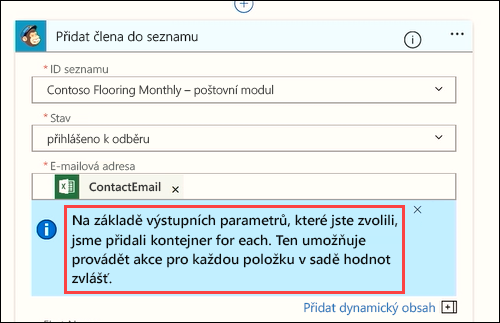 Přidat člena do seznamu
* ID seznamu
Contoso Flooring Monthly – poštovní modul
* Stav
přihlášeno k odběru
* E-mailová adresa
ContactEmail ×
Na základě výstupních parametrů, které jste zvolili,
jsme přidali kontejner for each. Ten umožňuje
provádět akce pro každou položku v sadě hodnot
zvlášť.
Přidat dynamický obsah